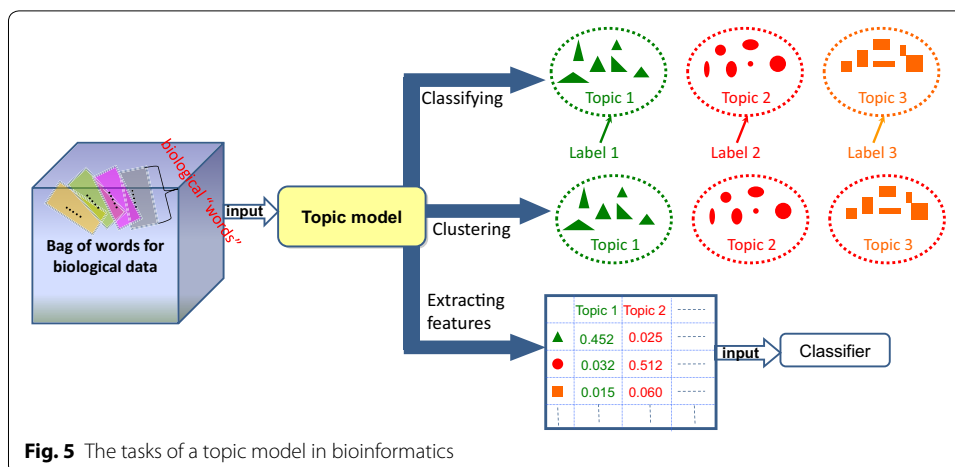 biological "words"
Bag of words for
biological data
input
Topic model
Classifying
Topic 1
Topic 2
Topic 3
Label 1
Label 2
Label 3
Clustering
Topic 1
Topic 2
Topic 3
Extracting
features
Topic 1 Topic 2
0.452 0.025
0.032 0.512
0.015 0.060
input
Classifier
Fig. 5 The tasks of a topic model in bioinformatics